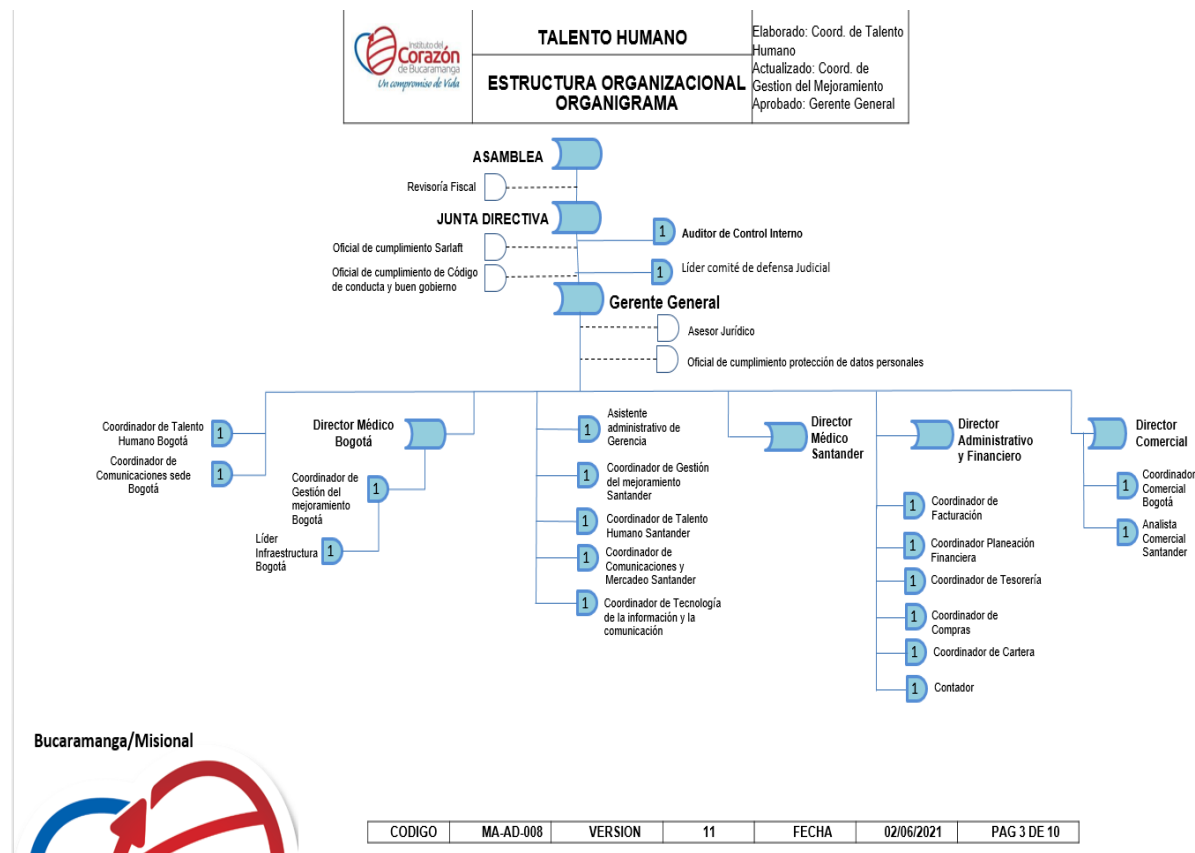 instituto del
Corazón
de Bucaramanga
Un compromiso de Vida
TALENTO HUMANO
ESTRUCTURA ORGANIZACIONAL
ORGANIGRAMA
Elaborado: Coord. de Talento
Humano
Actualizado: Coord. de
Gestion del Mejoramiento
Aprobado: Gerente General
ASAMBLEA
Revisoría Fiscal
JUNTA DIRECTIVA
1 Auditor de Control Interno
Oficial de cumplimiento Sarlaft
1 Líder comité de defensa Judicial
Oficial de cumplimiento de Código
de conducta y buen gobierno
Gerente General
Asesor Jurídico
Oficial de cumplimiento protección de datos personales
Coordinador de Talento
Humano Bogotá
1
Coordinador de
Comunicaciones sede
Bogotá
1
Director Médico
Bogotá
Coordinador de
Gestión del
mejoramiento
Bogotá
1
Líder
Infraestructura
Bogotá
1
1
Asistente
administrativo de
Gerencia
1
Coordinador de Gestión
del mejoramiento
Santander
1
Coordinador de Talento
Humano Santander
1
Coordinador de
Comunicaciones y
Mercadeo Santander
1
Coordinador de Tecnología
de la información y la
comunicación
Director
Médico
Santander
Director
Administrativo
y Financiero
1
Coordinador de
Facturación
1
Coordinador Planeación
Financiera
1
Coordinador de Tesorería
1
Coordinador de
Compras
1
Coordinador de Cartera
1
Contador
Director
Comercial
1
Coordinador
Comercial
Bogotá
1
Analista
Comercial
Santander
Bucaramanga/Misional
CODIGO MA-AD-008 VERSION 11 FECHA 02/06/2021 PAG 3 DE 10